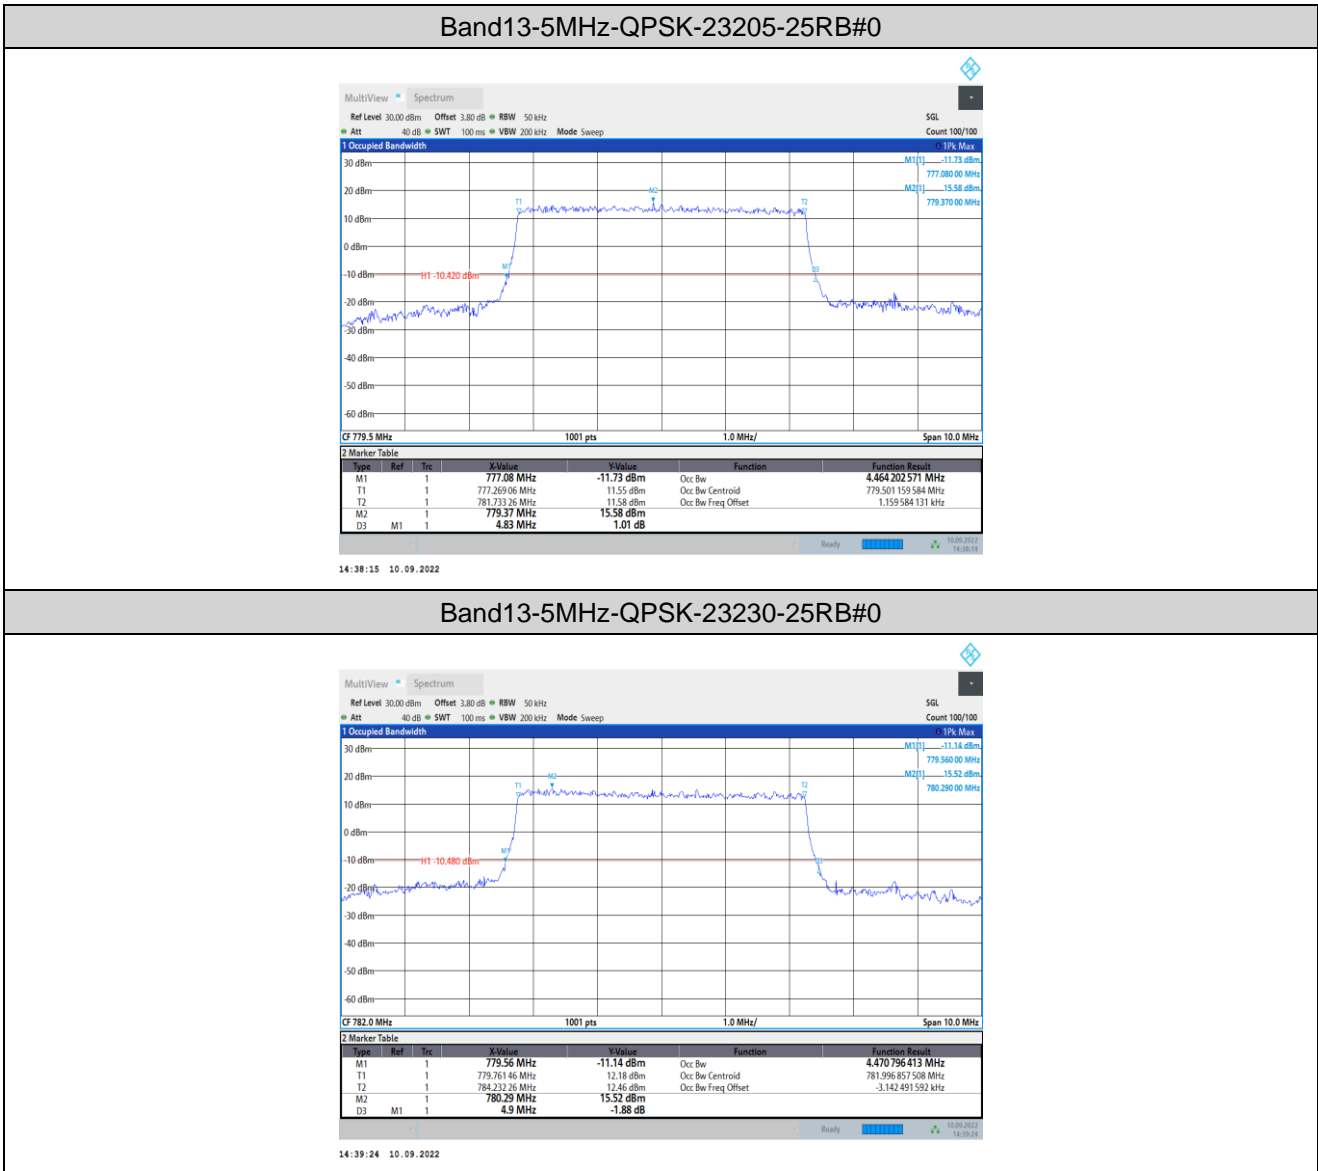 Band13-5MHz-QPSK-23205-25RB#0
MultiView Spectrum
Ref Level 30.00 dBm Offset 3.80 dB RBW 50 kHz SGL
Att 40 dB SWT 100 ms VBW 200 kHz Mode Sweep Count 100/100
1 Occupied Bandwidth 1Pk Max
M1[1] -11.73 dBm
30 dBm
777.080 00 MHz
M2[1] 15.58 dBm
20 dBm
779.370 00 MHz
M2
T1 T2
10 dBm
0 dBm
M1 D3
-10 dBm H1 -10.420 dBm
-20 dBm
-30 dBm
-40 dBm
-50 dBm
-60 dBm
CF 779.5 MHz 1001 pts 1.0 MHz/ Span 10.0 MHz
2 Marker Table
Type Ref Trc X-Value Y-Value Function Function Result
M1 1 777.08 MHz -11.73 dBm Occ Bw 4.464 202 571 MHz
T1 1 777.269 06 MHz 11.55 dBm Occ Bw Centroid 779.501 159 584 MHz
T2 1 781.733 26 MHz 11.58 dBm Occ Bw Freq Offset 1.159 584 131 kHz
M2 1 779.37 MHz 15.58 dBm
D3 M1 1 4.83 MHz 1.01 dB
Ready 10.09.2022
14:38:14
14:38:15 10.09.2022
Band13-5MHz-QPSK-23230-25RB#0
MultiView Spectrum
Ref Level 30.00 dBm Offset 3.80 dB RBW 50 kHz SGL
Att 40 dB SWT 100 ms VBW 200 kHz Mode Sweep Count 100/100
1 Occupied Bandwidth 1Pk Max
M1[1] -11.14 dBm
30 dBm
779.560 00 MHz
M2[1] 15.52 dBm
20 dBm
780.290 00 MHz
M2
T1 T2
10 dBm
0 dBm
M1 D3
-10 dBm H1 -10.480 dBm
-20 dBm
-30 dBm
-40 dBm
-50 dBm
-60 dBm
CF 782.0 MHz 1001 pts 1.0 MHz/ Span 10.0 MHz
2 Marker Table
Type Ref Trc X-Value Y-Value Function Function Result
M1 1 779.56 MHz -11.14 dBm Occ Bw 4.470 796 413 MHz
T1 1 779.761 46 MHz 12.18 dBm Occ Bw Centroid 781.996 857 508 MHz
T2 1 784.232 26 MHz 12.46 dBm Occ Bw Freq Offset -3.142 491 592 kHz
M2 1 780.29 MHz 15.52 dBm
D3 M1 1 4.9 MHz -1.88 dB
Ready 10.09.2022
14:39:24
14:39:24 10.09.2022